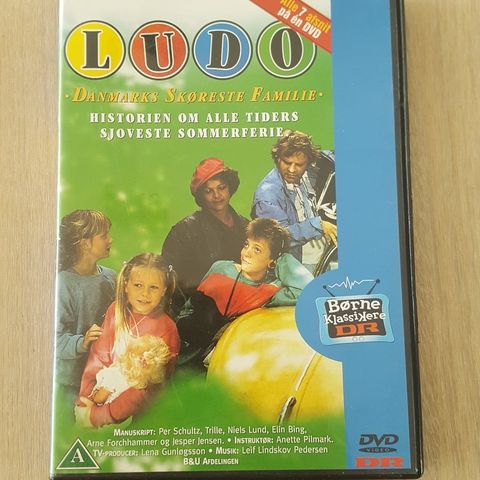 Alle 7 afsnit
på en DVD
LUDO
· DANMARKS SKØRESTE FAMILIE ·
HISTORIEN OM ALLE TIDERS
SJOVESTE SOMMERFERIE
Børne
Klassikere
DR
MANUSKRIPT: Per Schultz, Trille, Niels Lund, Elin Bing,
Arne Forchhammer og Jesper Jensen. • INSTRUKTØR: Anette Pilmark.
TV-PRODUCER: Lena Gunløgsson • MUSIK: Leif Lindskov Pedersen
B&U AFDELINGEN
A
DVD
VIDEO
DR